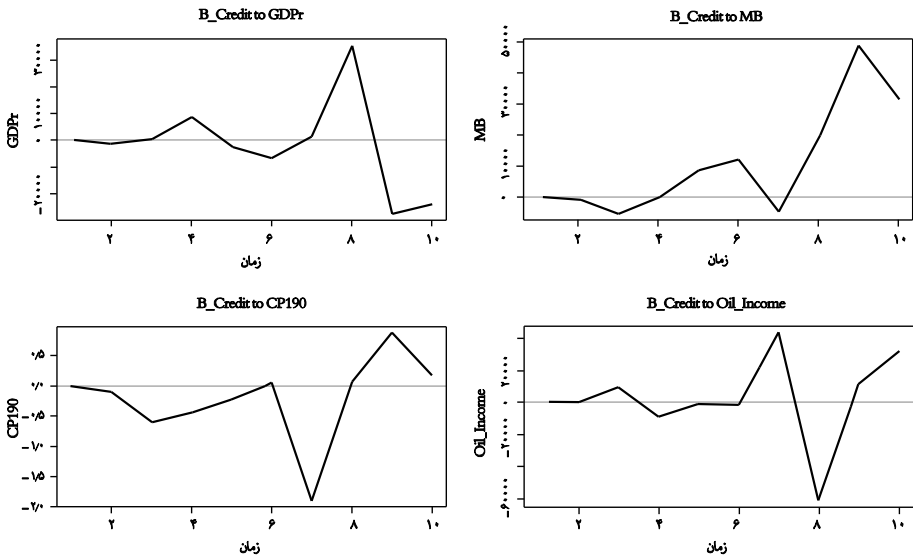 B_Credit to GDPr
GDPr
۳۰۰۰۰
۱۰۰۰۰
۰
−۲۰۰۰۰
۲ ۴ ۶ ۸ ۱۰
زمان
B_Credit to MB
MB
۵۰۰۰۰
۳۰۰۰۰
۱۰۰۰۰
۰
۲ ۴ ۶ ۸ ۱۰
زمان
B_Credit to CP190
CP190
۰٫۵
۰٫۰
−۰٫۵
−۱٫۰
−۱٫۵
−۲٫۰
۲ ۴ ۶ ۸ ۱۰
زمان
B_Credit to Oil_Income
Oil_Income
۲۰۰۰۰
۰
−۲۰۰۰۰
−۶۰۰۰۰
۲ ۴ ۶ ۸ ۱۰
زمان